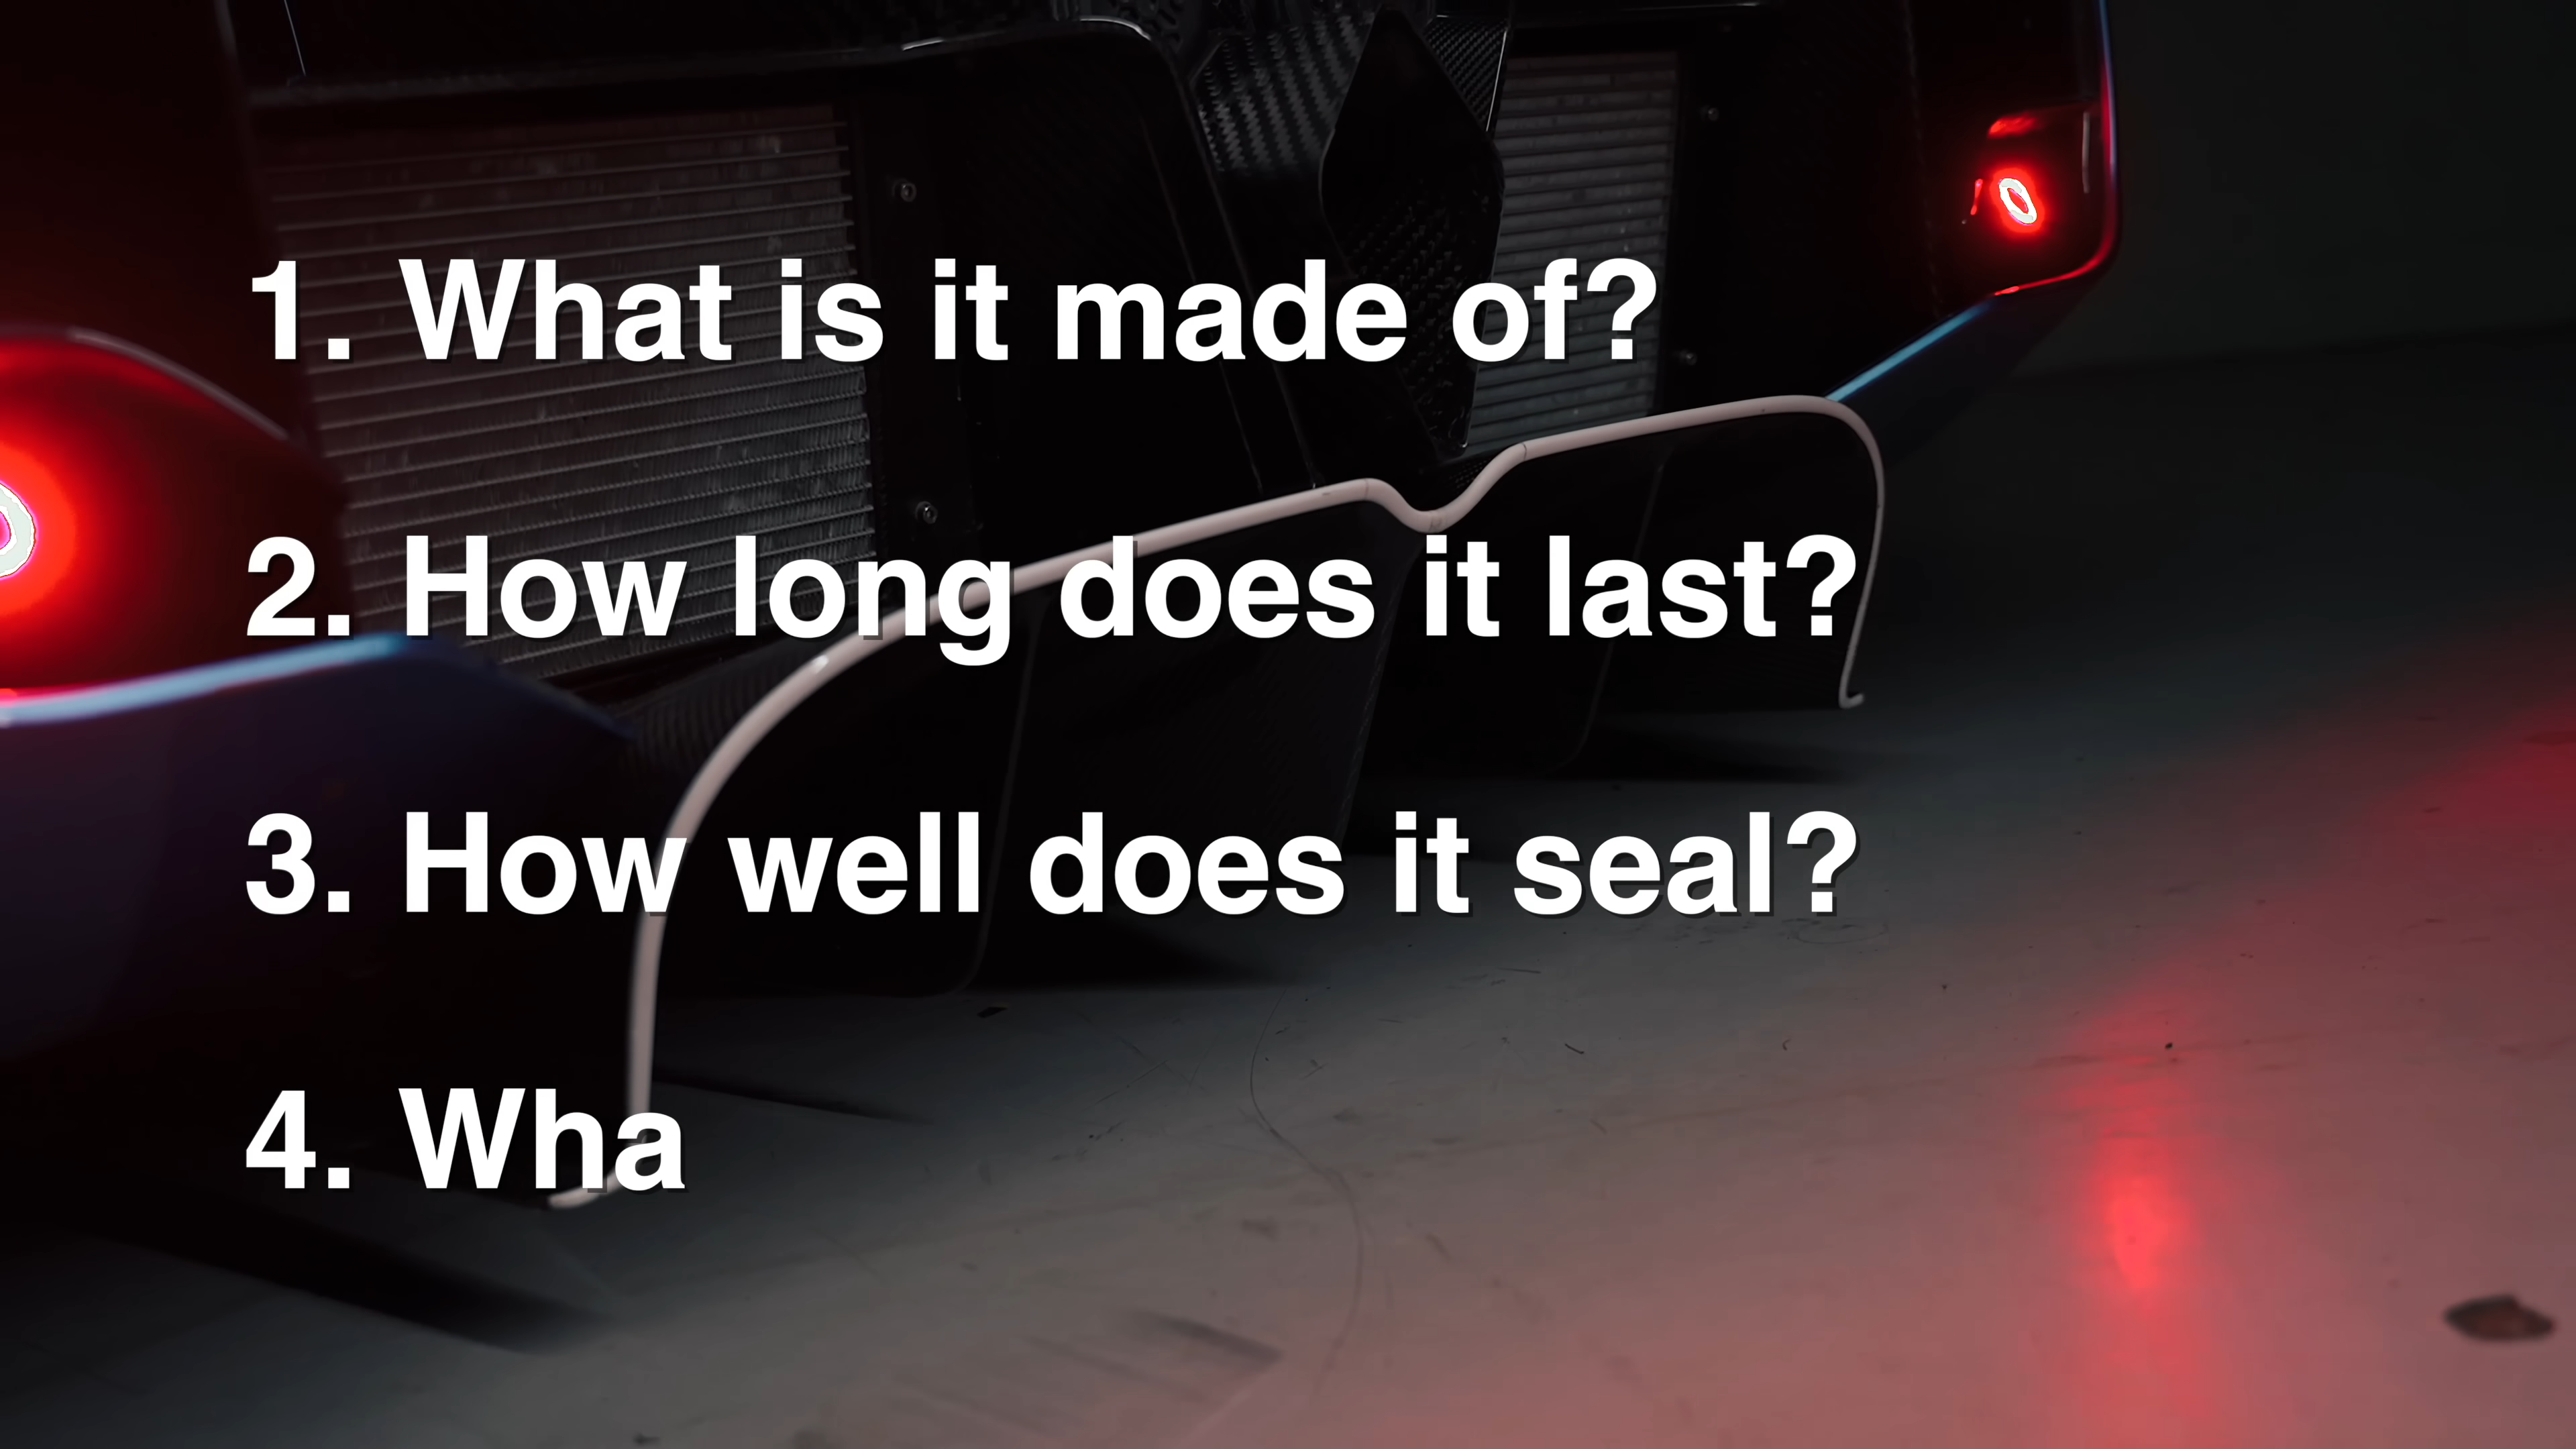 1. What is it made of?
2. How long does it last?
3. How well does it seal?
4. Wha